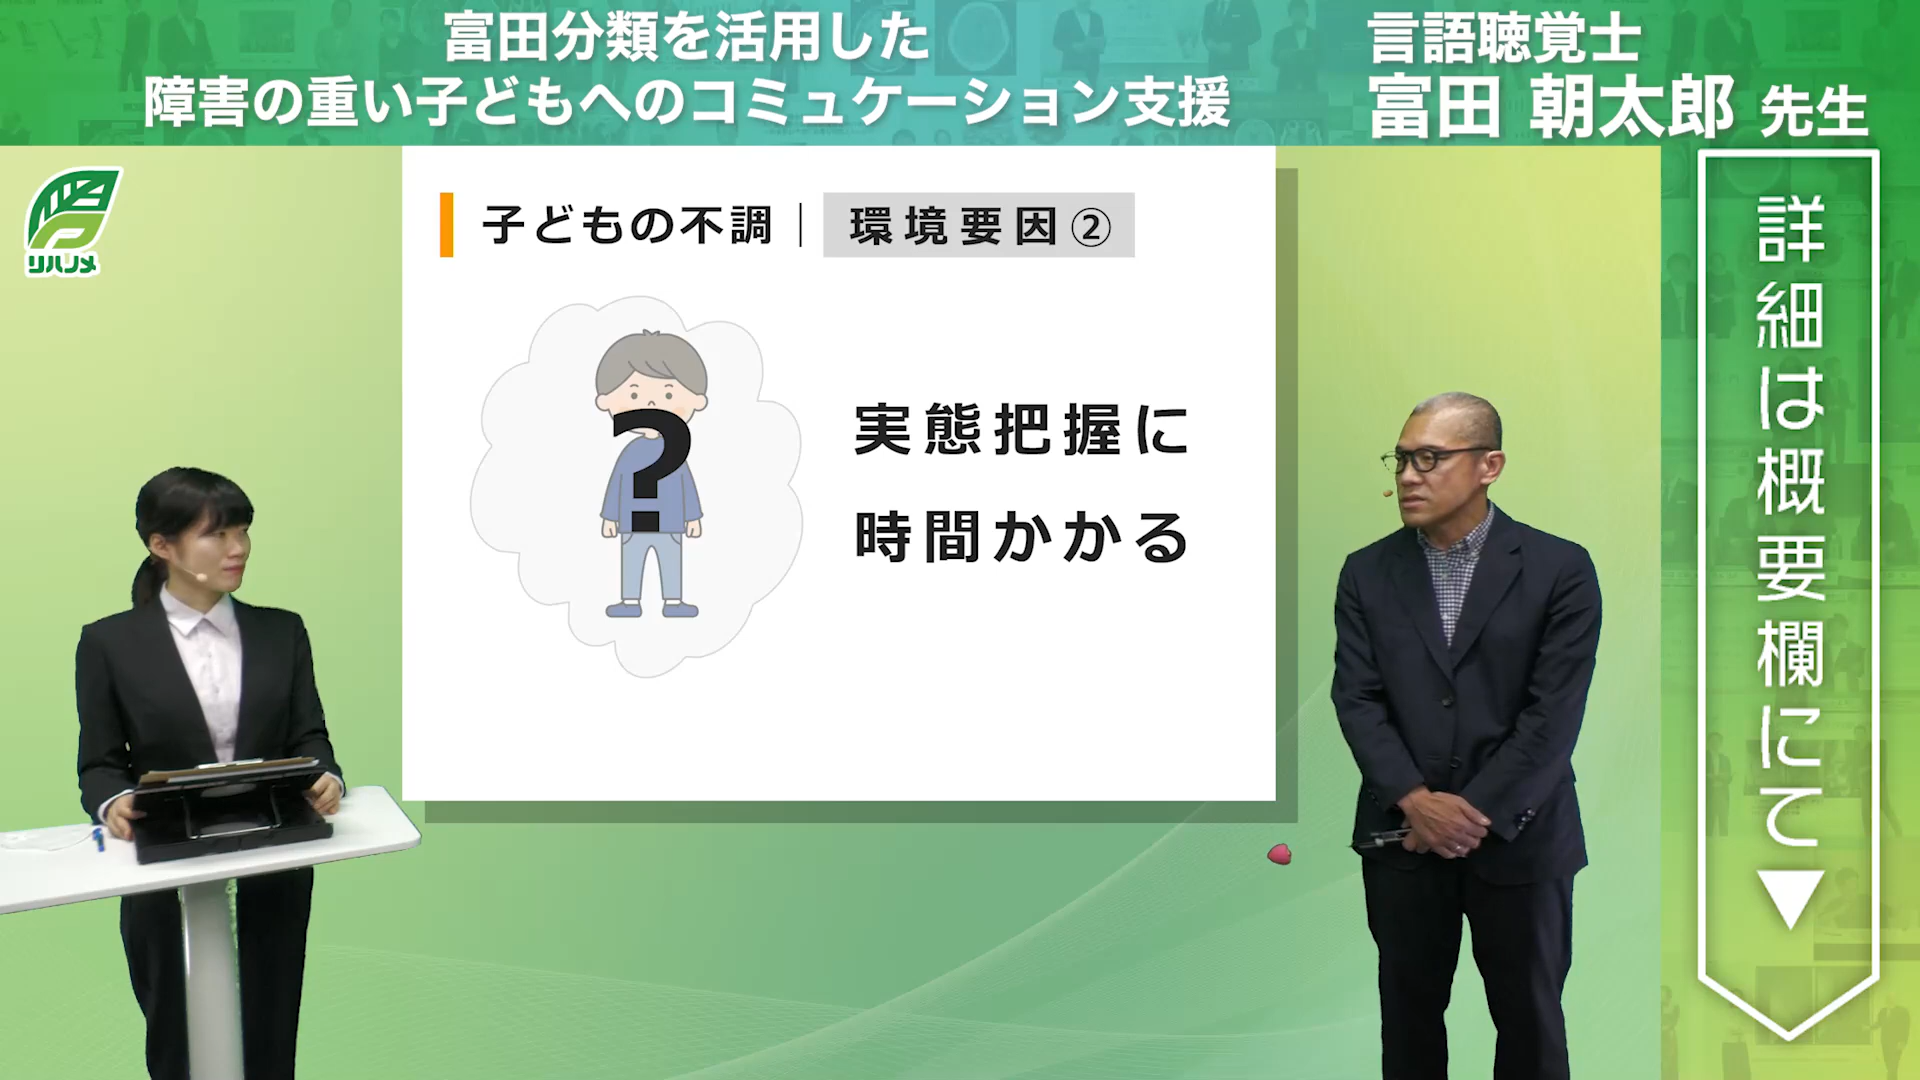 富田分類を活用した
障害の重い子どもへのコミュケーション支援
言語聴覚士
富田 朝太郎 先生
リハノメ
子どもの不調｜環境要因②
?
実態把握に
時間かかる
詳細は概要欄にて▼